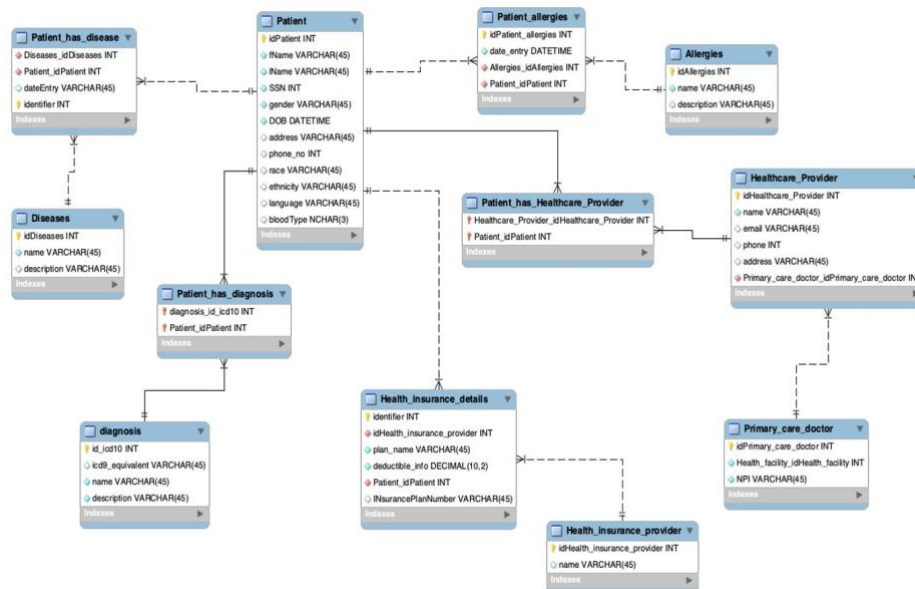 Patient_has_disease
Diseases_idDiseases INT
Patient_idPatient INT
dateEntry VARCHAR(45)
identifier INT
Indexes
Diseases
idDiseases INT
name VARCHAR(45)
description VARCHAR(45)
Indexes
Patient
idPatient INT
fName VARCHAR(45)
lName VARCHAR(45)
SSN INT
gender VARCHAR(45)
DOB DATETIME
address VARCHAR(45)
phone_no INT
race VARCHAR(45)
ethnicity VARCHAR(45)
language VARCHAR(45)
bloodType NCHAR(3)
Indexes
Patient_allergies
idPatient_allergies INT
date_entry DATETIME
Allergies_idAllergies INT
Patient_idPatient INT
Indexes
Allergies
idAllergies INT
name VARCHAR(45)
description VARCHAR(45)
Indexes
Patient_has_Healthcare_Provider
Healthcare_Provider_idHealthcare_Provider INT
Patient_idPatient INT
Indexes
Healthcare_Provider
idHealthcare_Provider INT
name VARCHAR(45)
email VARCHAR(45)
phone INT
address VARCHAR(45)
Primary_care_doctor_idPrimary_care_doctor IN
Indexes
Patient_has_diagnosis
diagnosis_id_icd10 INT
Patient_idPatient INT
Indexes
diagnosis
id_icd10 INT
icd9_equivalent VARCHAR(45)
name VARCHAR(45)
description VARCHAR(45)
Indexes
Health_insurance_details
identifier INT
idHealth_insurance_provider INT
plan_name VARCHAR(45)
deductible_info DECIMAL(10,2)
Patient_idPatient INT
INsurancePlanNumber VARCHAR(45)
Indexes
Primary_care_doctor
idPrimary_care_doctor INT
Health_facility_idHealth_facility INT
NPI VARCHAR(45)
Indexes
Health_insurance_provider
idHealth_insurance_provider INT
name VARCHAR(45)
Indexes